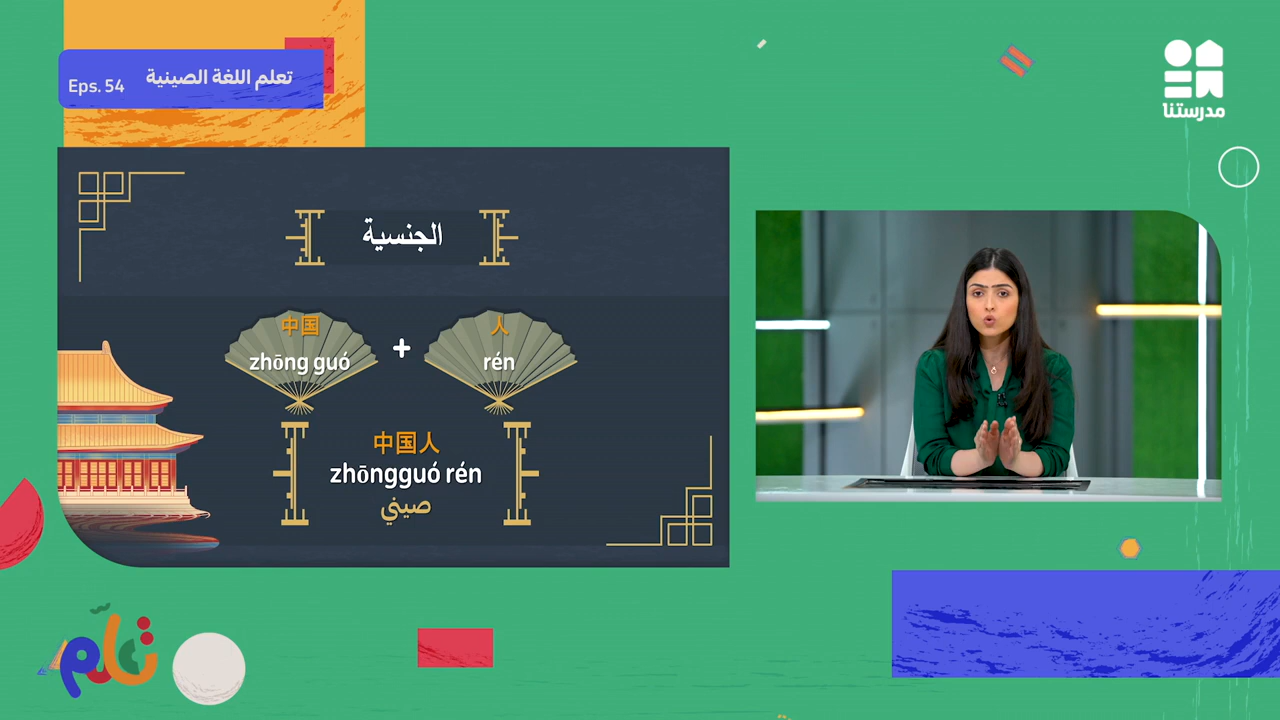 تعلم اللغة الصينية
Eps. 54
مدرستنا
الجنسية
中国 + 人
zhōng guó rén
中国人
zhōngguó rén
صيني
تعلم